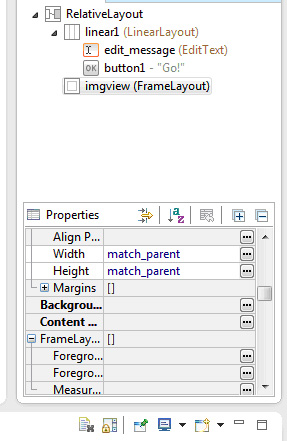 RelativeLayout
linear1 (LinearLayout)
edit_message (EditText)
OK button1 - "Go!"
imgview (FrameLayout)
Properties
Align P...
Width match_parent
Height match_parent
Margins []
Backgrou...
Content ...
FrameLay... []
Foregro...
Foregro...
Measur...